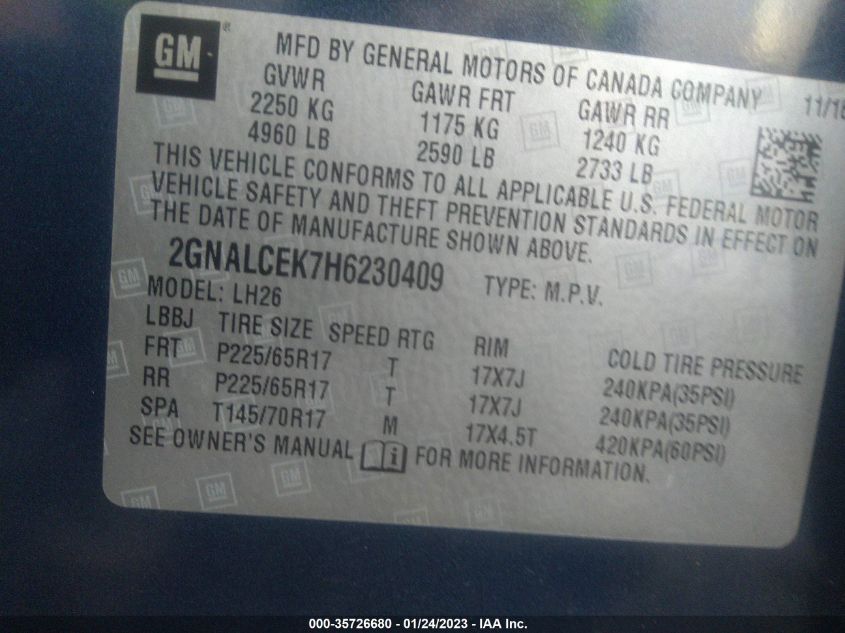 GM ®
MFD BY GENERAL MOTORS OF CANADA COMPANY
11/16
GVWR GAWR FRT GAWR RR
2250 KG 1175 KG 1240 KG
4960 LB 2590 LB 2733 LB
THIS VEHICLE CONFORMS TO ALL APPLICABLE U.S. FEDERAL MOTOR
VEHICLE SAFETY AND THEFT PREVENTION STANDARDS IN EFFECT ON
THE DATE OF MANUFACTURE SHOWN ABOVE.
2GNALCEK7H6230409 TYPE: M.P.V.
MODEL: LH26
LBBJ TIRE SIZE SPEED RTG RIM COLD TIRE PRESSURE
FRT P225/65R17 T 17X7J 240KPA(35PSI)
RR P225/65R17 T 17X7J 240KPA(35PSI)
SPA T145/70R17 M 17X4.5T 420KPA(60PSI)
SEE OWNER'S MANUAL FOR MORE INFORMATION.
000-35726680 - 01/24/2023 - IAA Inc.